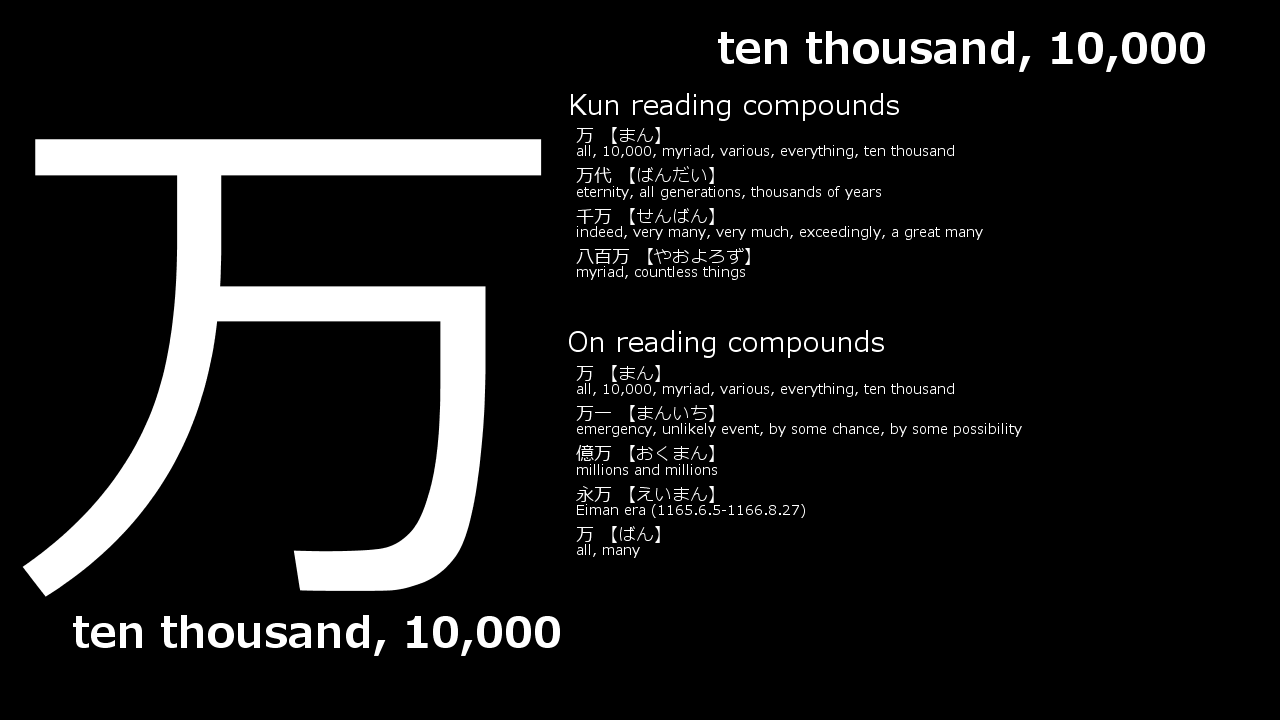 万
ten thousand, 10,000
ten thousand, 10,000
Kun reading compounds
万 【まん】
all, 10,000, myriad, various, everything, ten thousand
万代 【ばんだい】
eternity, all generations, thousands of years
千万 【せんばん】
indeed, very many, very much, exceedingly, a great many
八百万 【やおよろず】
myriad, countless things
On reading compounds
万 【まん】
all, 10,000, myriad, various, everything, ten thousand
万一 【まんいち】
emergency, unlikely event, by some chance, by some possibility
億万 【おくまん】
millions and millions
永万 【えいまん】
Eiman era (1165.6.5-1166.8.27)
万 【ばん】
all, many